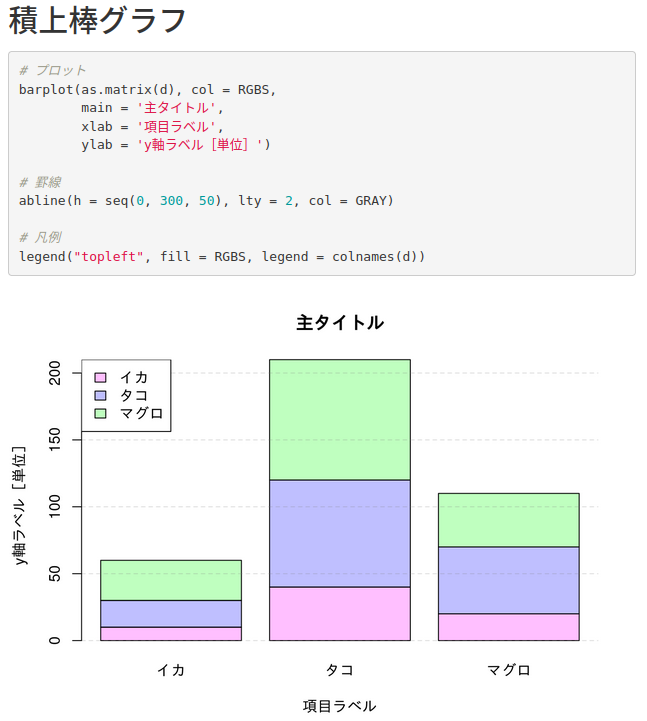 積上棒グラフ
# プロット
barplot(as.matrix(d), col = RGBS,
        main = '主タイトル',
        xlab = '項目ラベル',
        ylab = 'y軸ラベル［単位］')
# 罫線
abline(h = seq(0, 300, 50), lty = 2, col = GRAY)
# 凡例
legend("topleft", fill = RGBS, legend = colnames(d))
主タイトル
イカ
タコ
マグロ
y軸ラベル［単位］
200
150
100
50
0
イカ タコ マグロ
項目ラベル